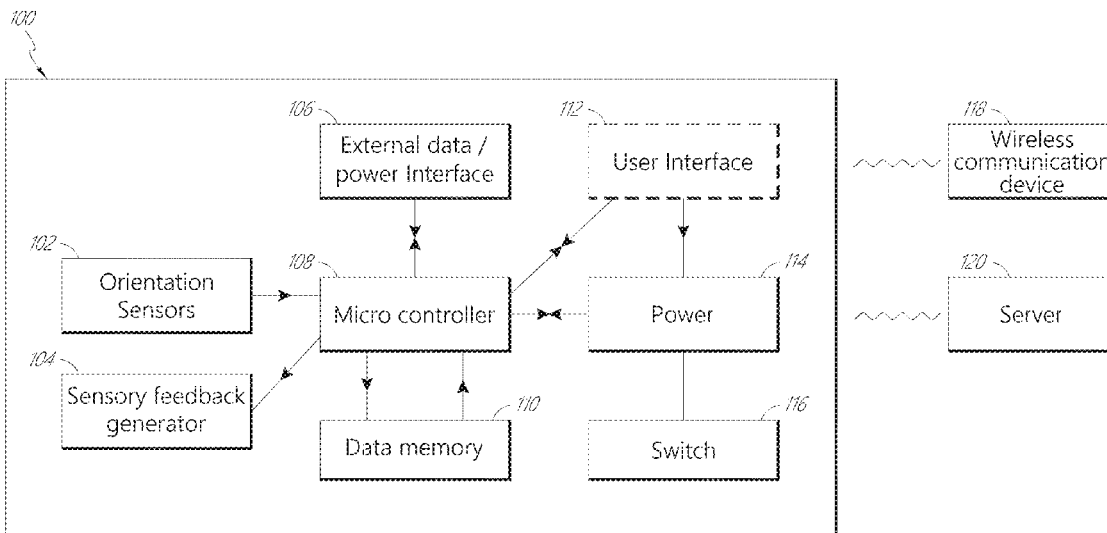 100
106
External data /
power Interface
112
User Interface
118
Wireless
communication
device
102
Orientation
Sensors
108
Micro controller
114
Power
120
Server
104
Sensory feedback
generator
110
Data memory
116
Switch